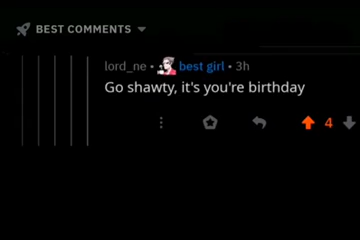 BEST COMMENTS
lord_ne • best girl • 3h
Go shawty, it's you're birthday
4